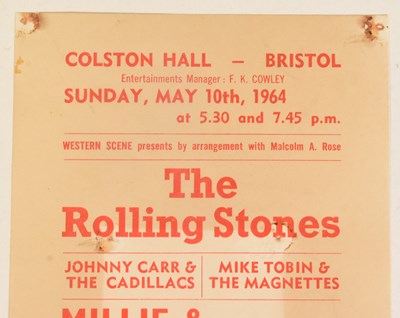 COLSTON HALL – BRISTOL
Entertainments Manager: F. K. COWLEY
SUNDAY, MAY 10th, 1964
at 5.30 and 7.45 p.m.
WESTERN SCENE presents by arrangement with Malcolm A. Rose
The
Rolling Stones
JOHNNY CARR &
THE CADILLACS
MIKE TOBIN &
THE MAGNETTES
MILLIE &